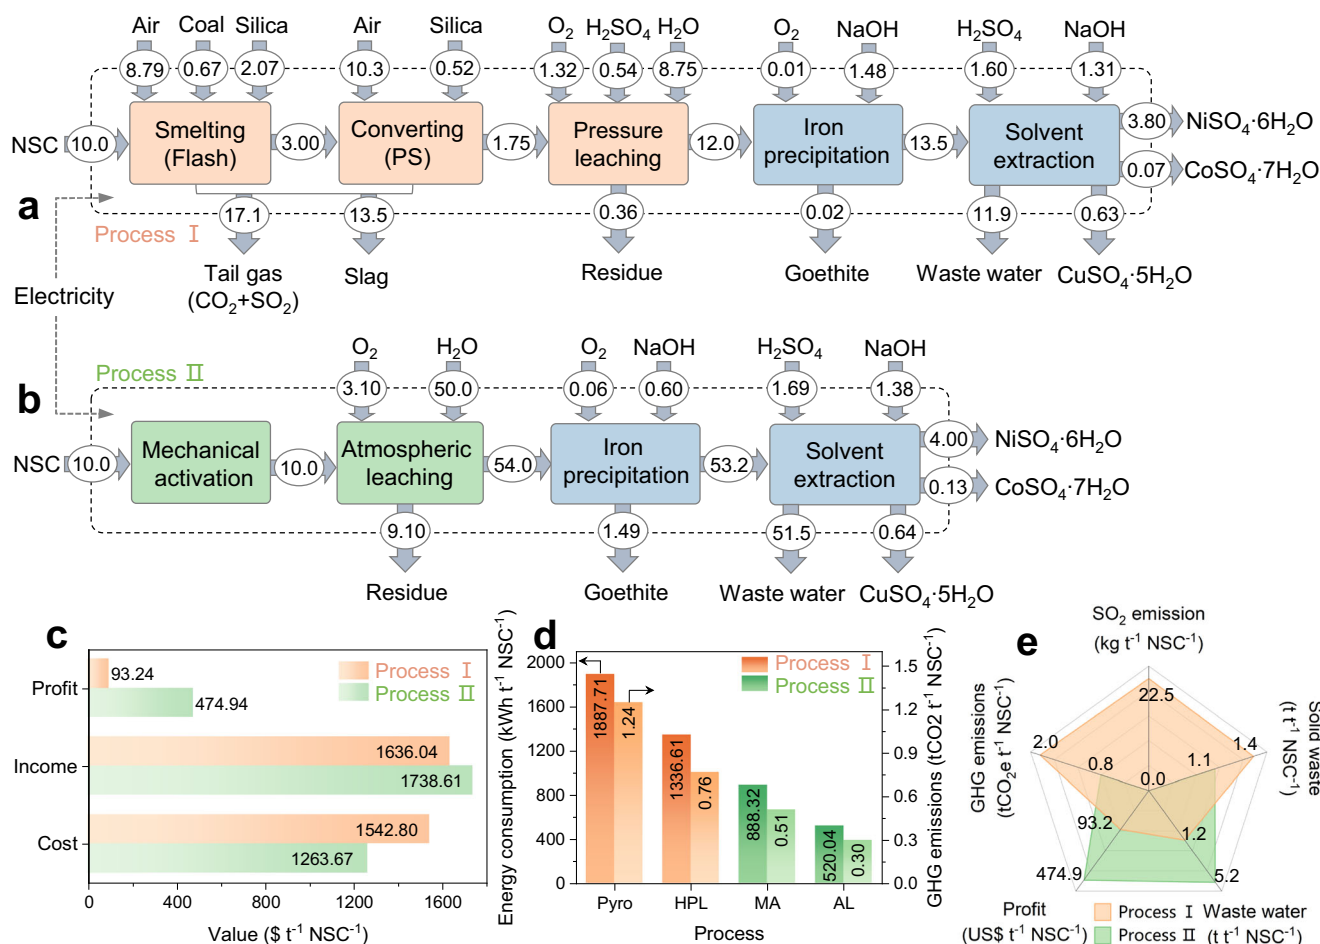 Air Coal Silica Air Silica O2 H2SO4 H2O O2 NaOH H2SO4 NaOH
8.79 0.67 2.07 10.3 0.52 1.32 0.54 8.75 0.01 1.48 1.60 1.31
NSC 10.0 Smelting (Flash) 3.00 Converting (PS) 1.75 Pressure leaching 12.0 Iron precipitation 13.5 Solvent extraction
3.80 NiSO4·6H2O
0.07 CoSO4·7H2O
a
Process I
17.1 13.5 0.36 0.02 11.9 0.63
Tail gas (CO2+SO2) Slag Residue Goethite Waste water CuSO4·5H2O
Electricity
b
Process II
O2 H2O O2 NaOH H2SO4 NaOH
3.10 50.0 0.06 0.60 1.69 1.38
NSC 10.0 Mechanical activation 10.0 Atmospheric leaching 54.0 Iron precipitation 53.2 Solvent extraction
4.00 NiSO4·6H2O
0.13 CoSO4·7H2O
9.10 1.49 51.5 0.64
Residue Goethite Waste water CuSO4·5H2O
c
Process I
Process II
Profit
93.24
474.94
Income
1636.04
1738.61
Cost
1542.80
1263.67
0 400 800 1200 1600
Value ($ t-1 NSC-1)
d
Energy consumption (kWh t-1 NSC-1)
2000
1600
1200
800
400
0
Process I
Process II
1887.71 1.24 1336.61 0.76 888.32 0.51 520.04 0.30
Pyro HPL MA AL
Process
GHG emissions (tCO2 t-1 NSC-1)
1.5
1.2
0.9
0.6
0.3
0.0
e
SO2 emission
(kg t-1 NSC-1)
22.5
Solid waste
(t t-1 NSC-1)
1.4
1.1
GHG emissions
(tCO2e t-1 NSC-1)
2.0
0.8
0.0
93.2
1.2
474.9
5.2
Profit
(US$ t-1 NSC-1)
Process I
Process II
Waste water
(t t-1 NSC-1)